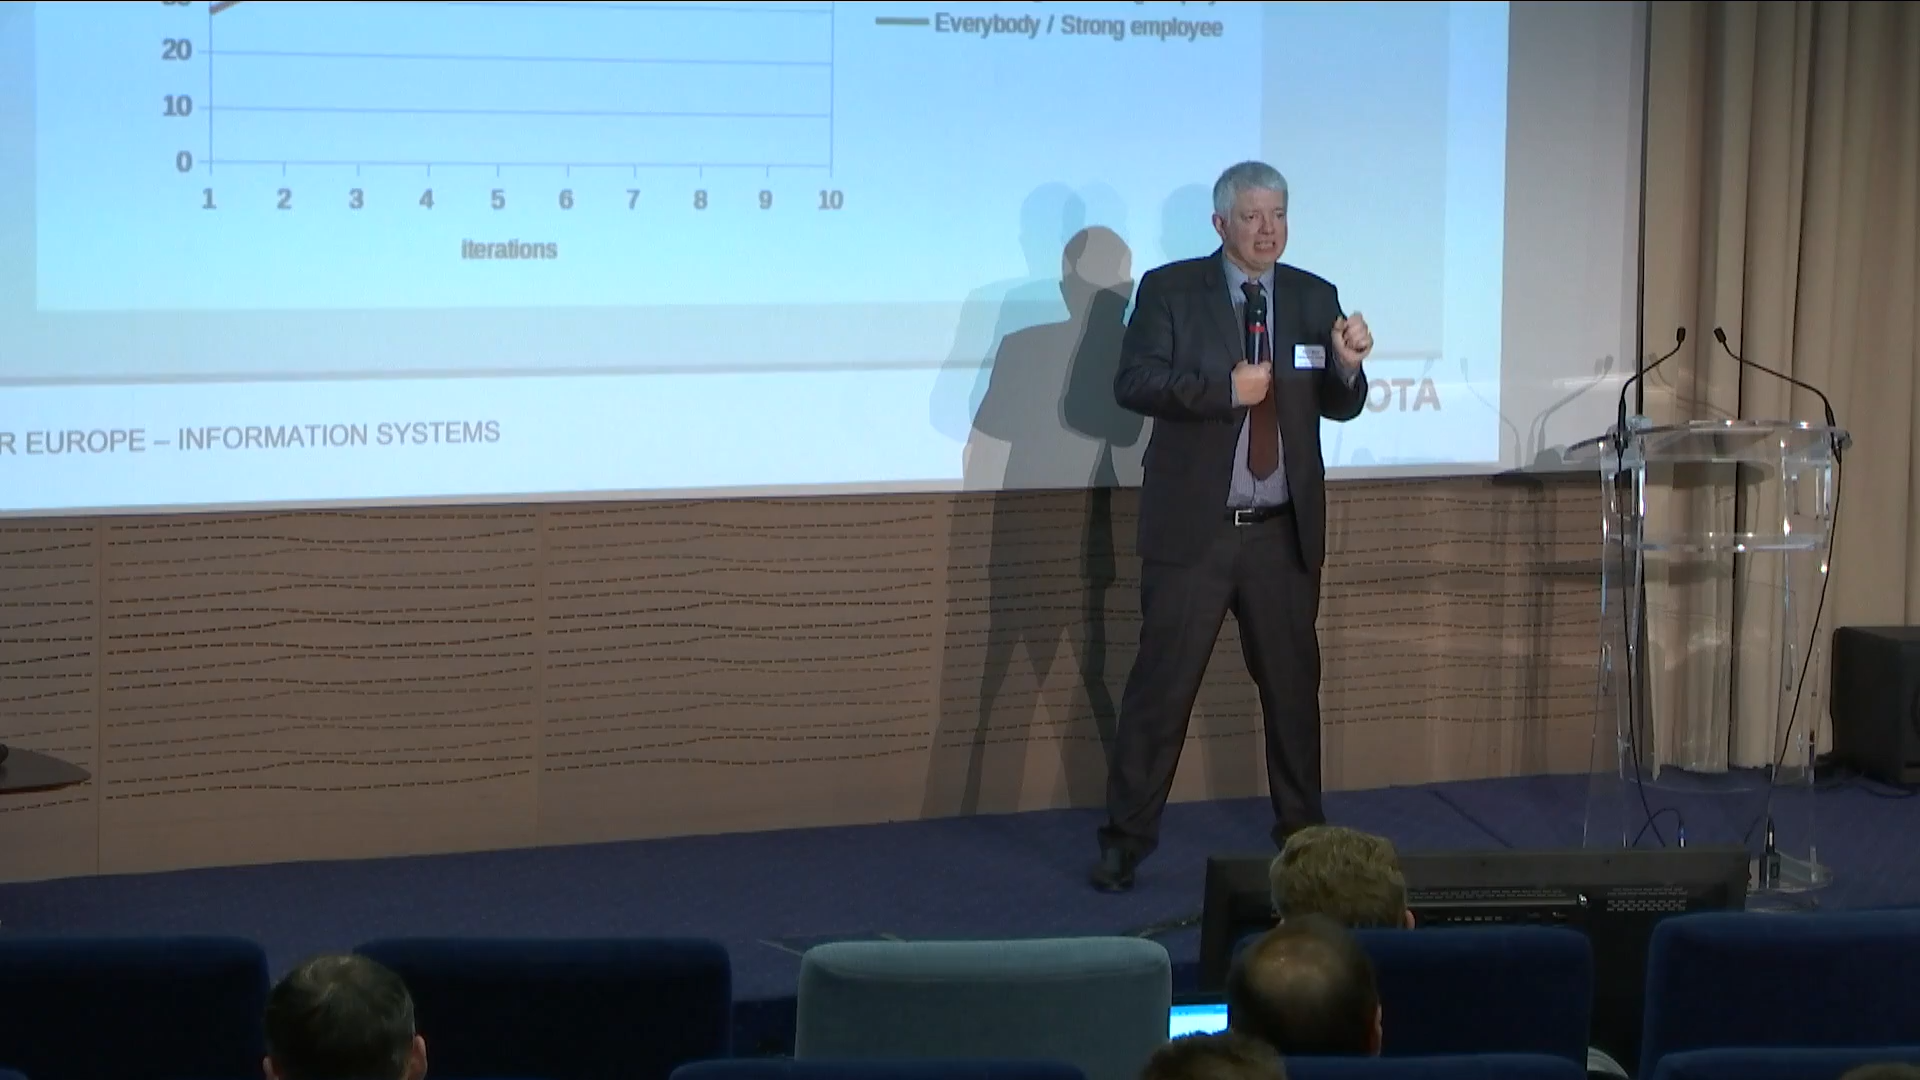 Everybody / Strong employee
20
10
0
1 2 3 4 5 6 7 8 9 10
iterations
OTA
R EUROPE – INFORMATION SYSTEMS